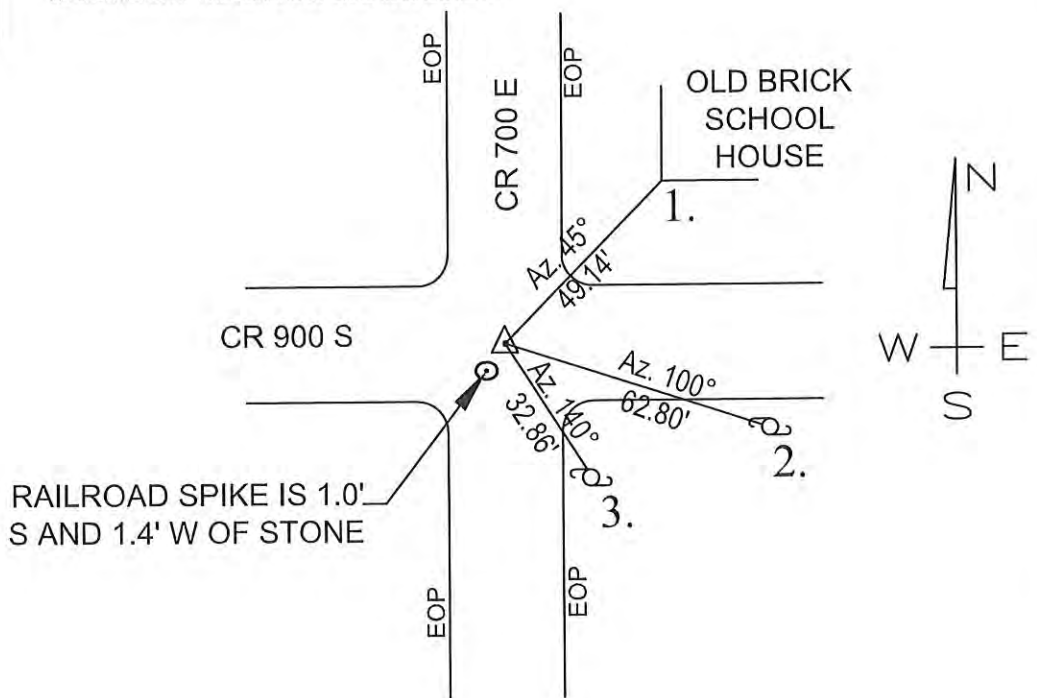 EOP
EOP
CR 700 E
OLD BRICK
SCHOOL
HOUSE
N
1.
Az. 45°
49.14'
CR 900 S
W
E
S
Az. 100°
62.80'
2.
Az. 140°
32.86'
3.
RAILROAD SPIKE IS 1.0'
S AND 1.4' W OF STONE
EOP
EOP